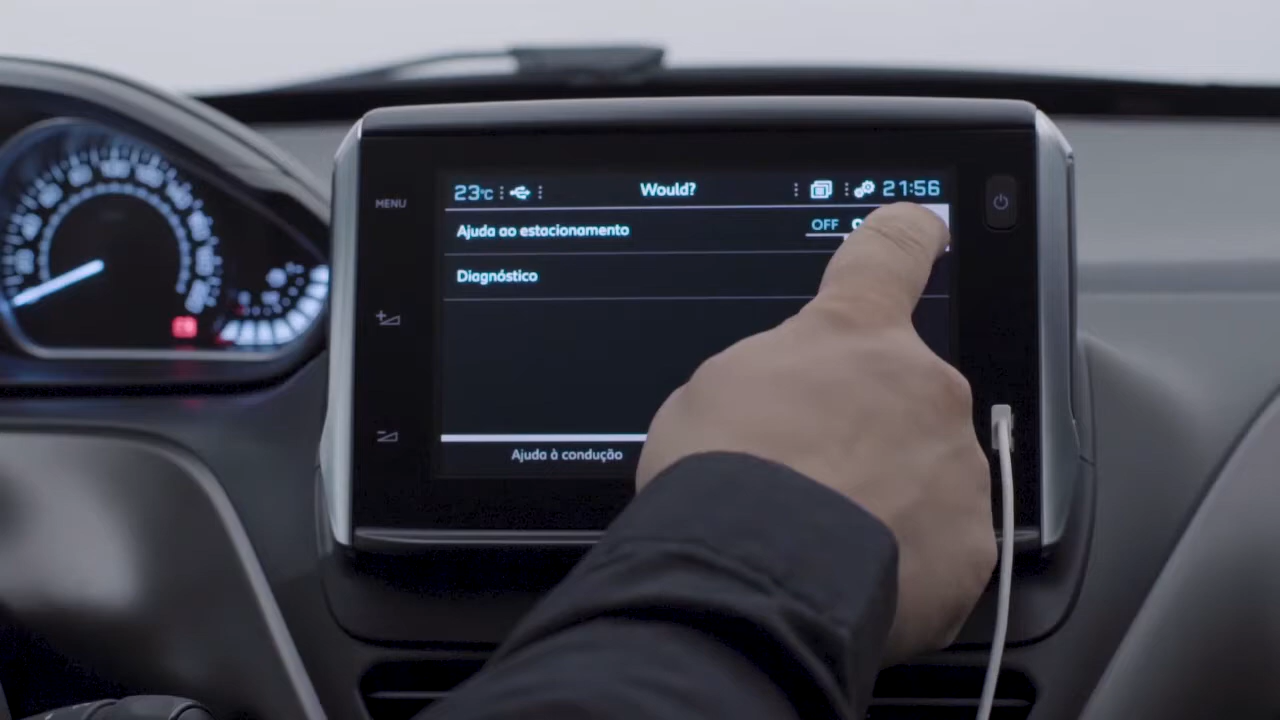 23°C Would? 21:56
MENU
Ajuda ao estacionamento OFF
Diagnóstico
Ajuda à condução